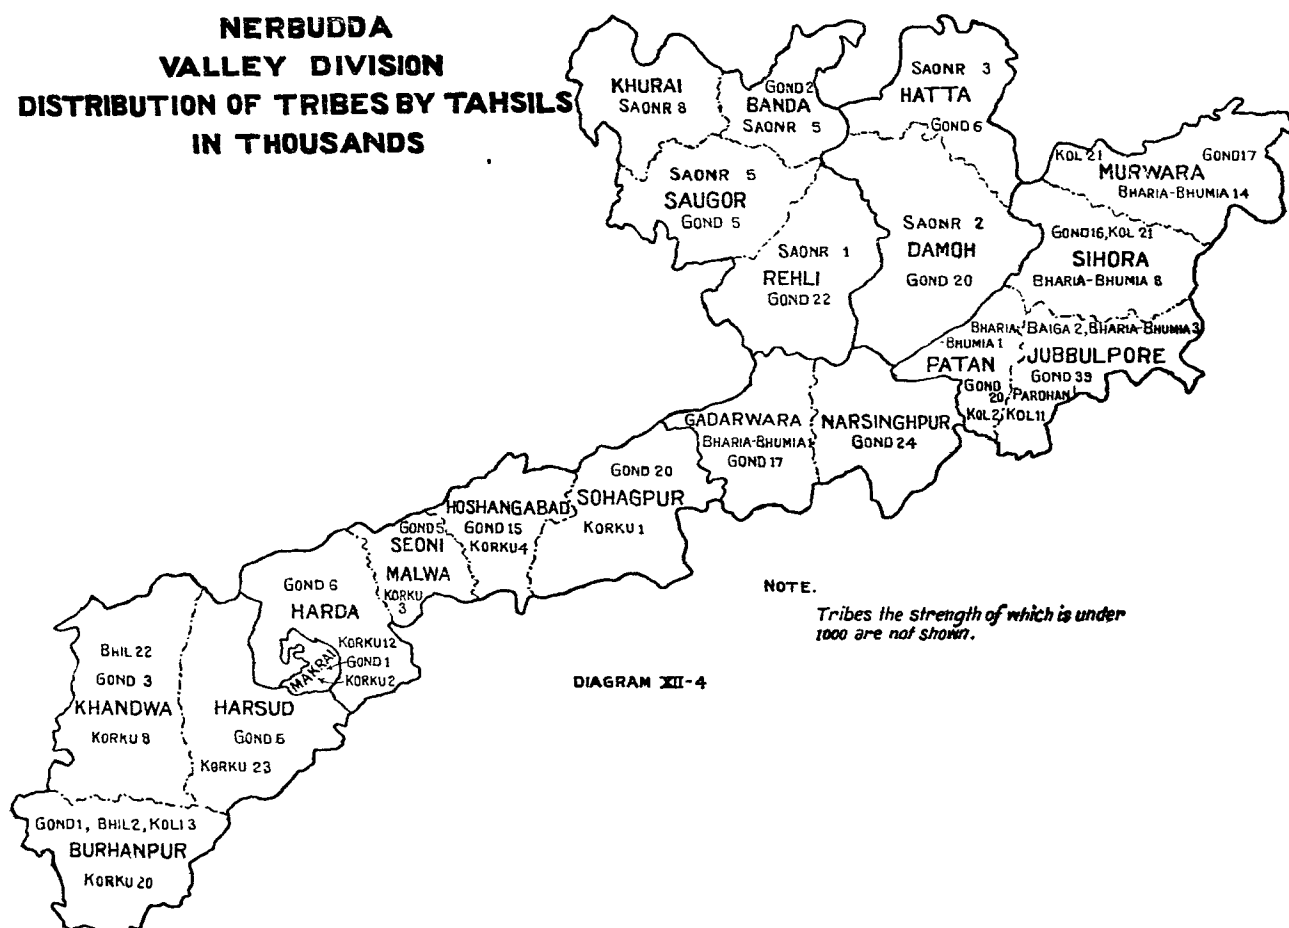 NERBUDDA
VALLEY DIVISION
DISTRIBUTION OF TRIBES BY TAHSILS
IN THOUSANDS
KHURAI
SAONR 8
GOND 2
BANDA
SAONR 5
SAONR 3
HATTA
GOND 6
SAONR 5
SAUGOR
GOND 5
KOL 21
GOND 17
MURWARA
BHARIA-BHUMIA 14
SAONR 1
REHLI
GOND 22
SAONR 2
DAMOH
GOND 20
GOND 16, KOL 21
SIHORA
BHARIA-BHUMIA 8
BHARIA
-BHUMIA 1
PATAN
GOND
20
KOL 2
BAIGA 2, BHARIA-BHUMIA 3
JUBBULPORE
GOND 39
PARDHAN 1
KOL 11
GADARWARA
BHARIA-BHUMIA 1
GOND 17
NARSINGHPUR
GOND 24
GOND 20
SOHAGPUR
KORKU 1
HOSHANGABAD
GOND 15
KORKU 4
GOND 5
SEONI
MALWA
KORKU
3
GOND 6
HARDA
KORKU 12
MAKRAI
GOND 1
KORKU 2
BHIL 22
GOND 3
KHANDWA
KORKU 8
HARSUD
GOND 6
KORKU 23
GOND 1, BHIL 2, KOLI 3
BURHANPUR
KORKU 20
NOTE.
Tribes the strength of which is under
1000 are not shown.
DIAGRAM XII-4